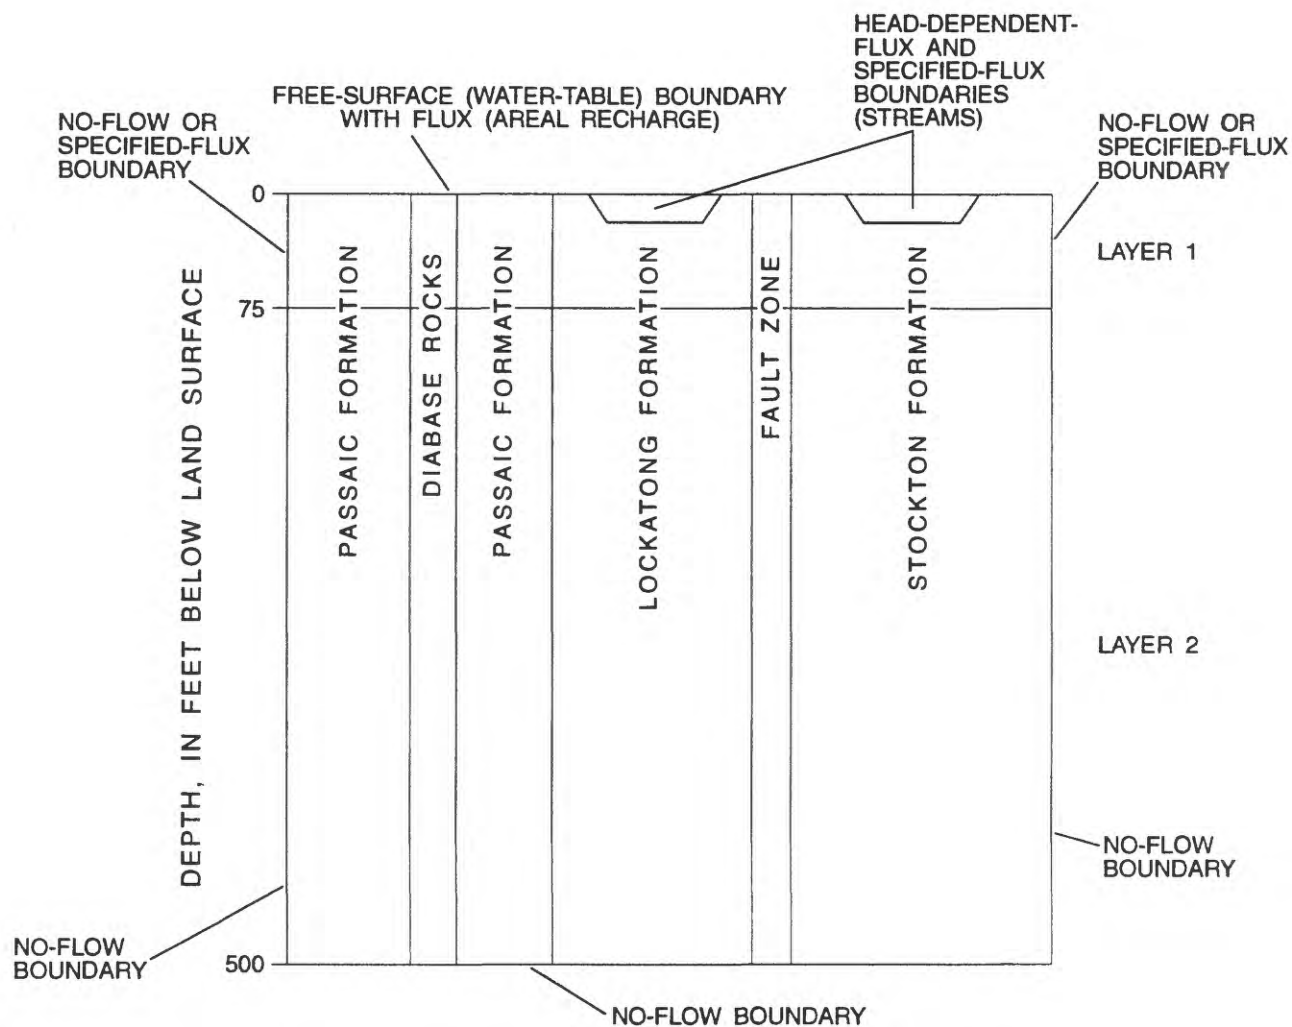 HEAD-DEPENDENT-
FLUX AND
SPECIFIED-FLUX
BOUNDARIES
(STREAMS)
FREE-SURFACE (WATER-TABLE) BOUNDARY
WITH FLUX (AREAL RECHARGE)
NO-FLOW OR
SPECIFIED-FLUX
BOUNDARY
NO-FLOW OR
SPECIFIED-FLUX
BOUNDARY
0
75
500
DEPTH, IN FEET BELOW LAND SURFACE
PASSAIC FORMATION
DIABASE ROCKS
PASSAIC FORMATION
LOCKATONG FORMATION
FAULT ZONE
STOCKTON FORMATION
LAYER 1
LAYER 2
NO-FLOW
BOUNDARY
NO-FLOW
BOUNDARY
NO-FLOW BOUNDARY